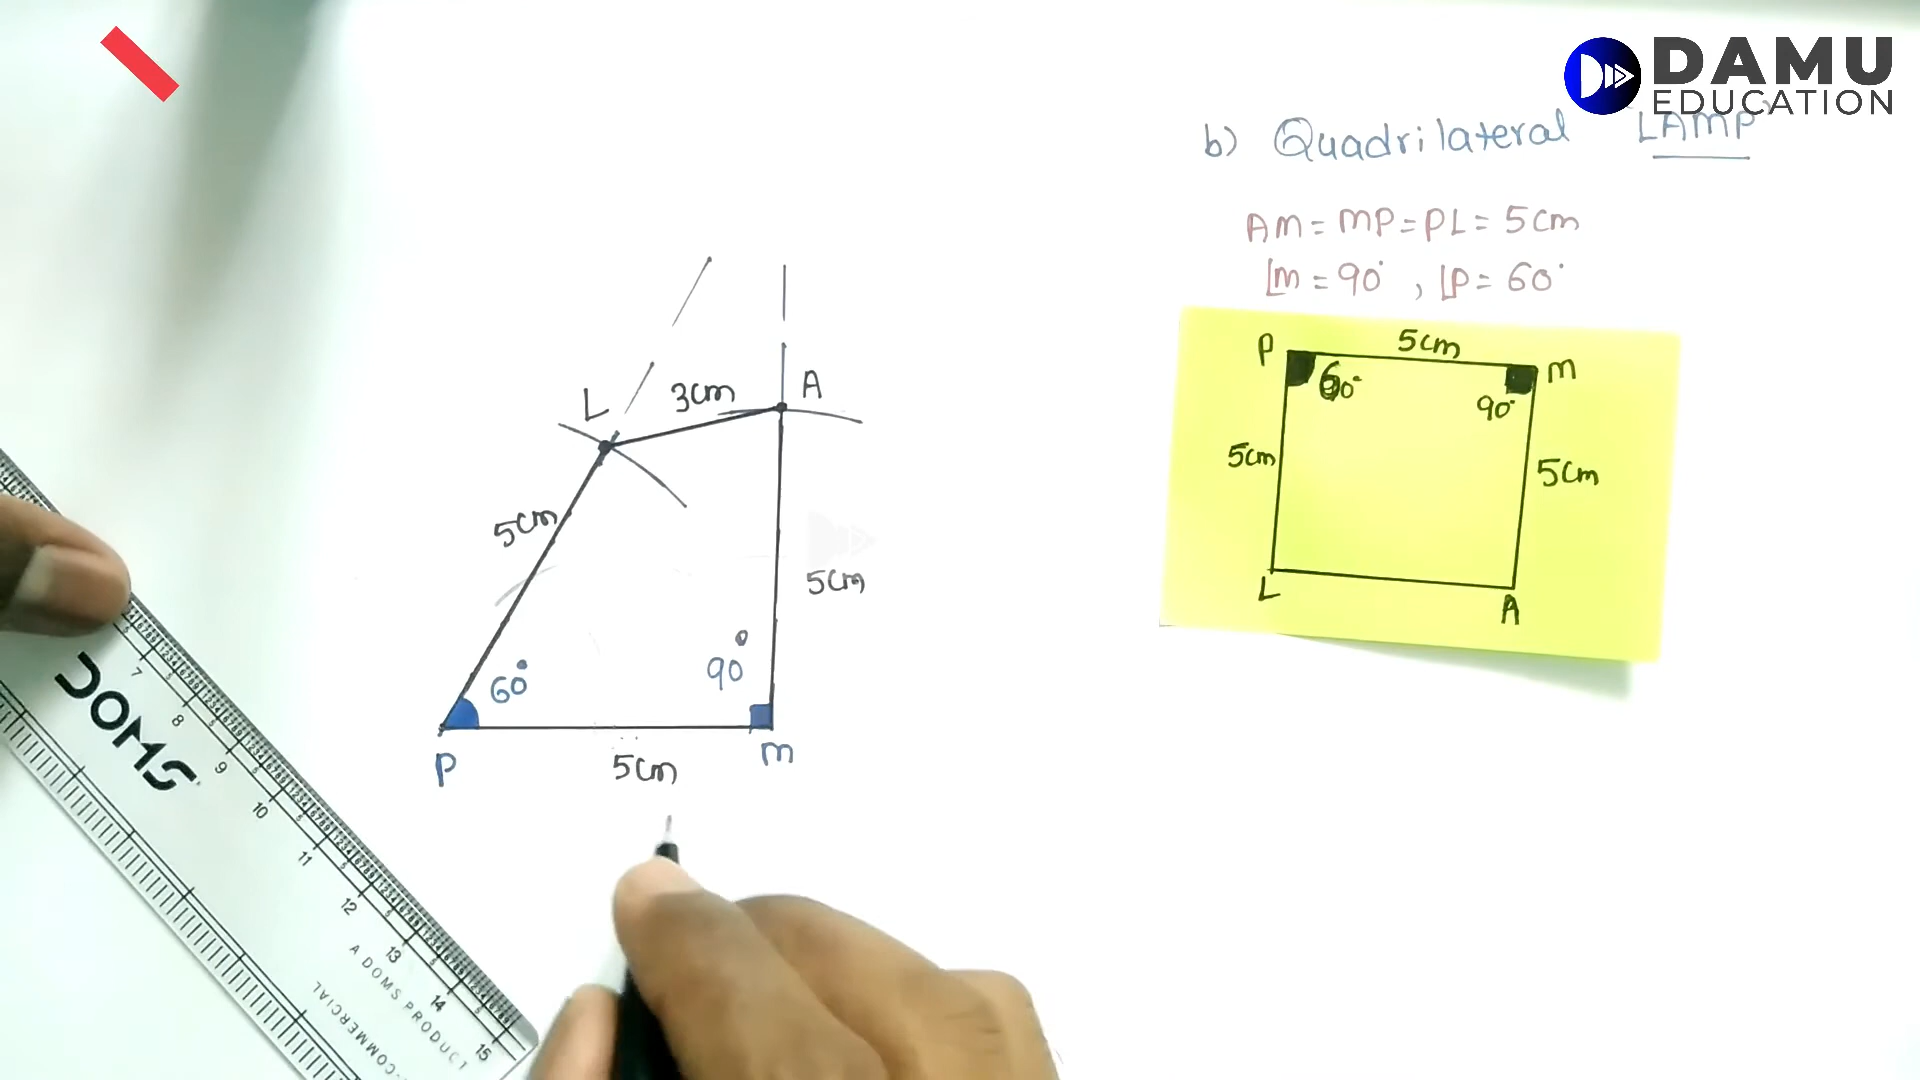 DAMU
EDUCATION
b) Quadrilateral "LAMP"
Am = MP = PL = 5cm
∠m = 90°, ∠P = 60°
P 5cm m
60° 90°
5cm 5cm
L A
L 3cm A
5cm
5cm
60° 90°
P 5cm m
DOMS
7 8 9 10 11 12 13 14 15
A DOMS PRODUCT